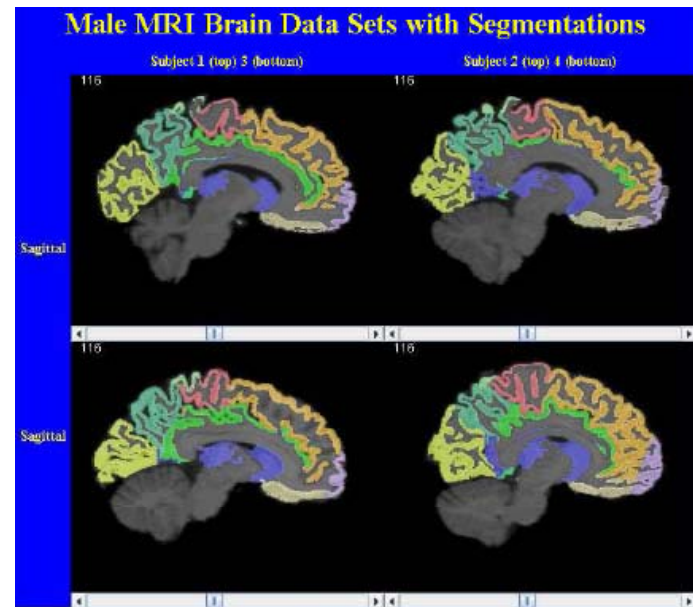 Male MRI Brain Data Sets with Segmentations
Subject 1 (top) 3 (bottom)
Subject 2 (top) 4 (bottom)
116
116
Sagittal
116
116
Sagittal